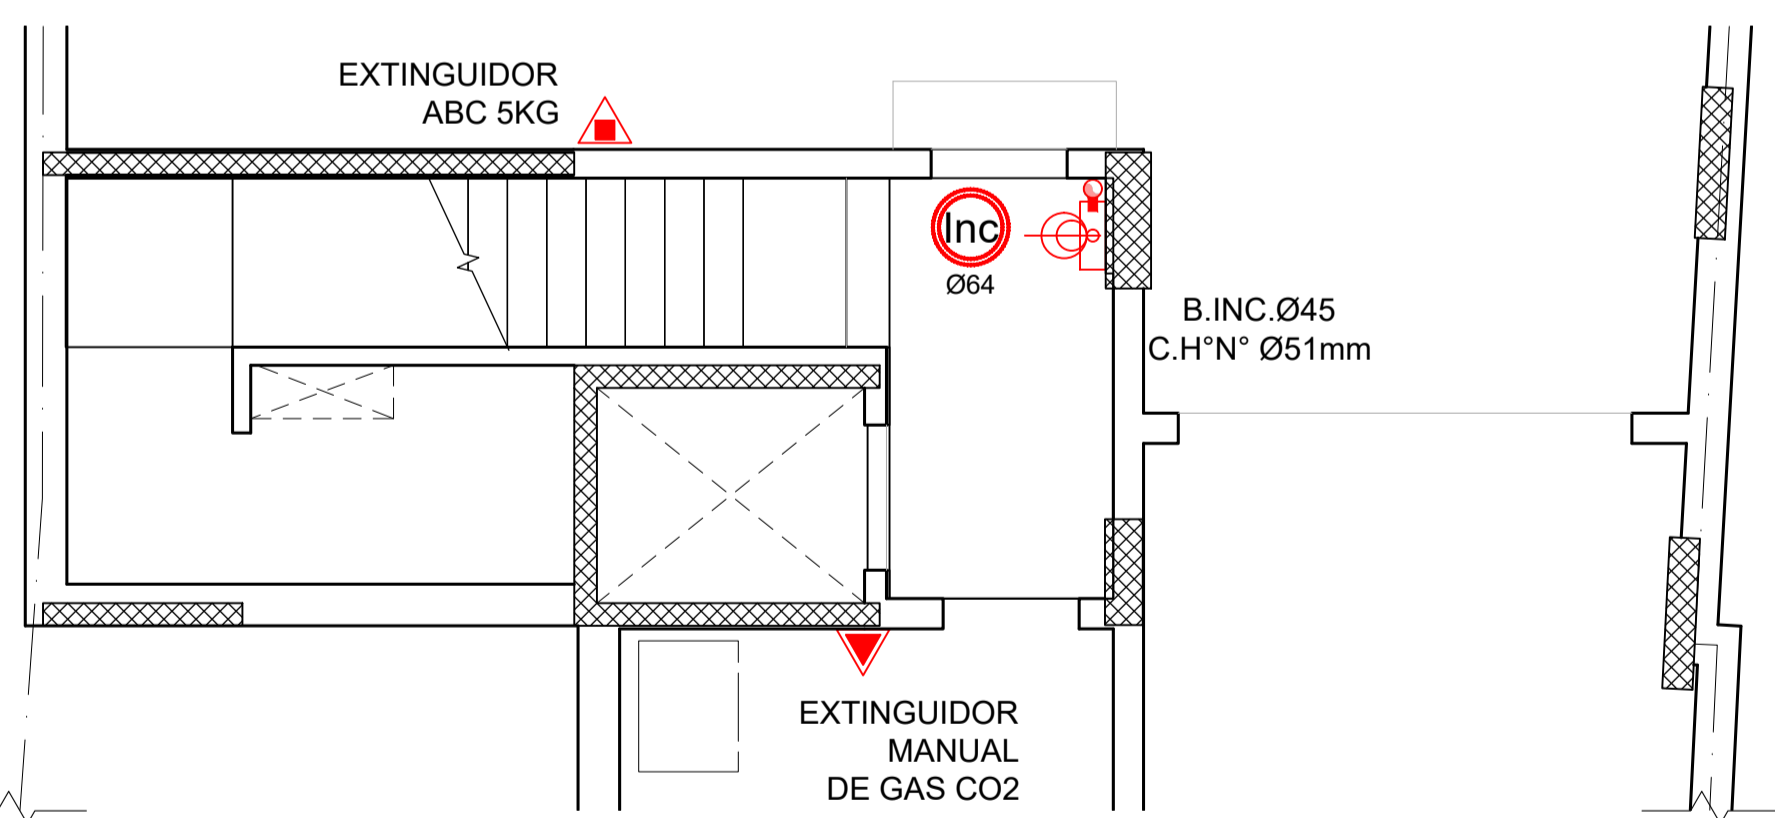 EXTINGUIDOR
ABC 5KG
Inc
Ø64
B.INC.Ø45
C.H°N° Ø51mm
EXTINGUIDOR
MANUAL
DE GAS CO2